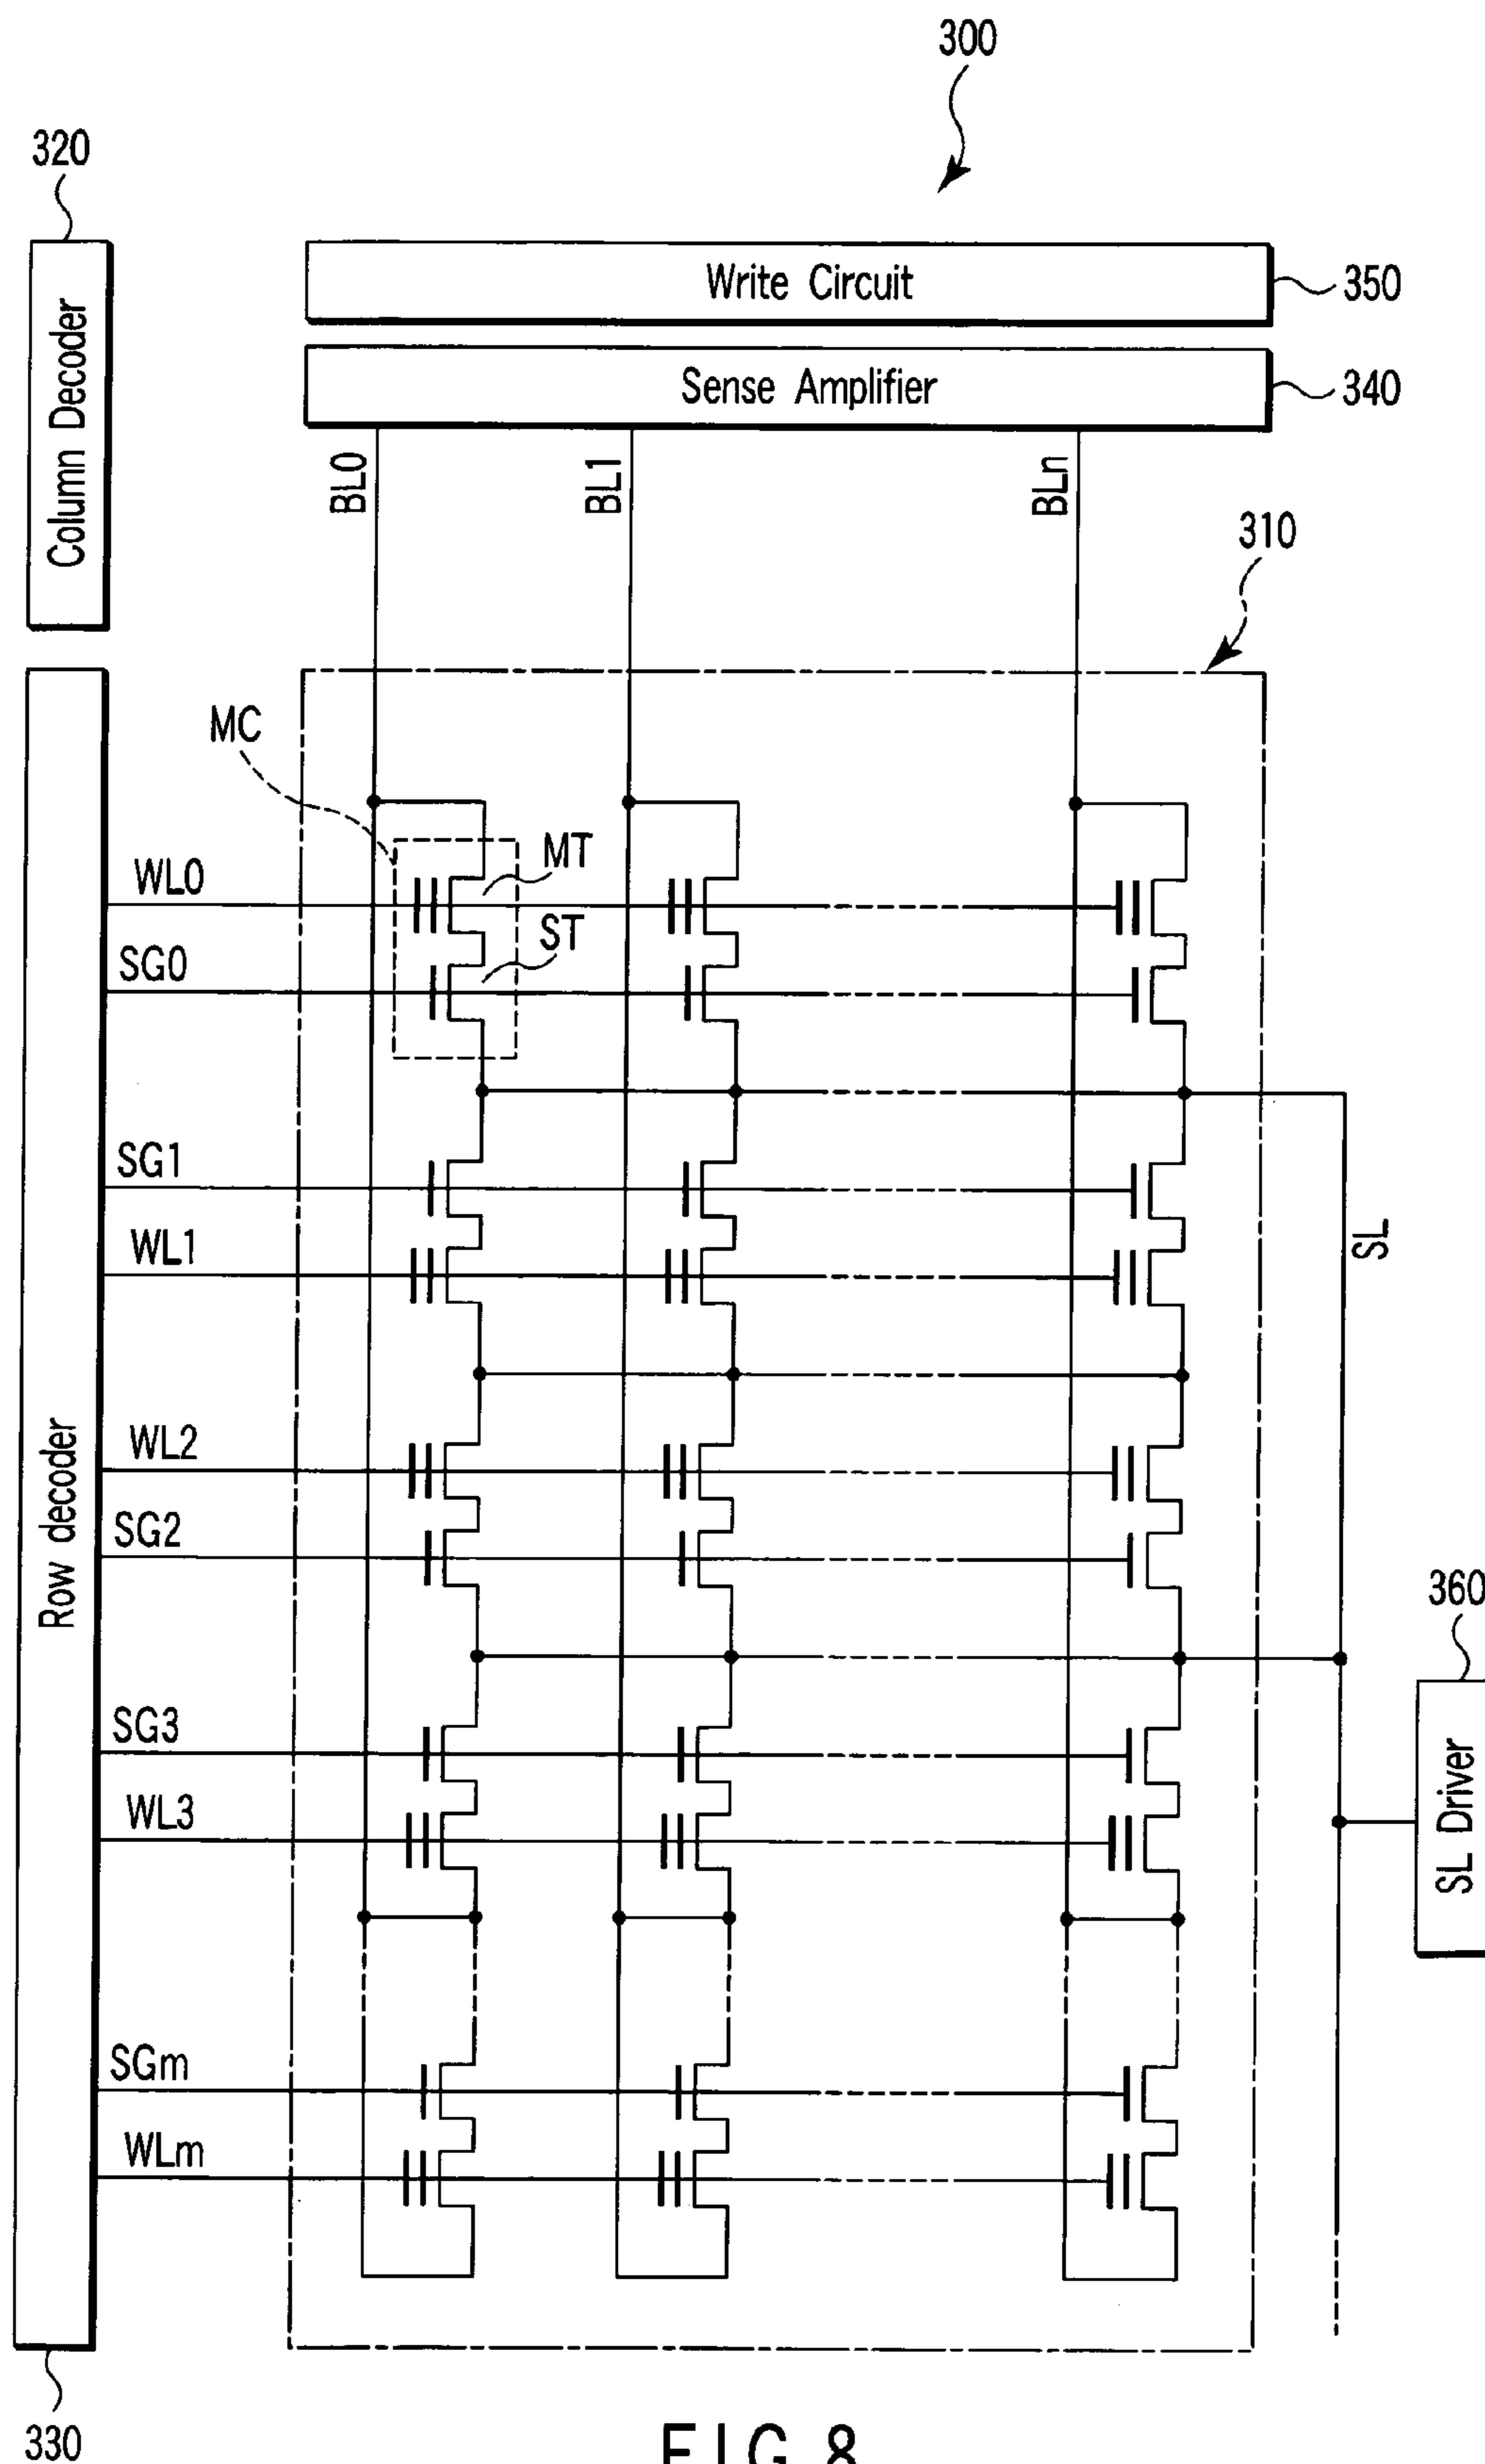 300
320
Column Decoder
Write Circuit
350
Sense Amplifier
340
BL0
BL1
BLn
310
MC
MT
WL0
ST
SG0
SG1
WL1
SL
WL2
SG2
Row decoder
360
SG3
SL Driver
WL3
SGm
WLm
330
FIG. 8